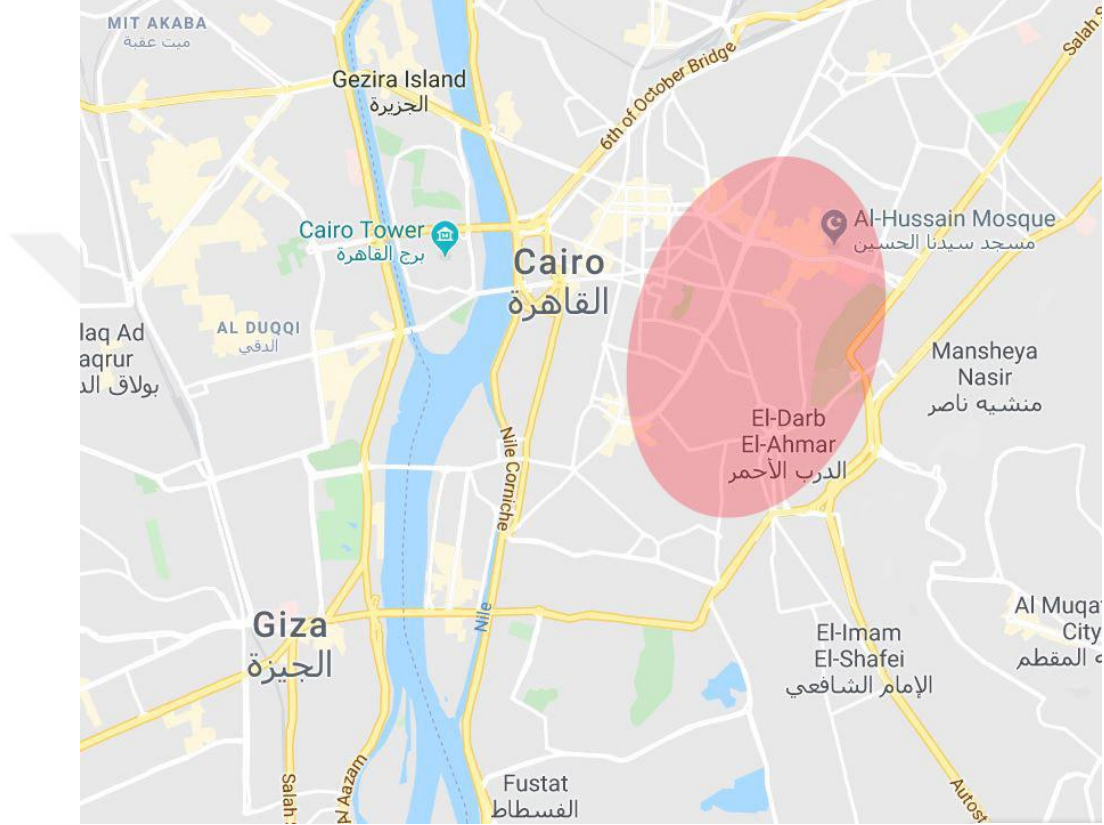 MIT AKABA
ميت عقبة
Gezira Island
الجزيرة
6th of October Bridge
Salah S
Cairo Tower
برج القاهرة
Al-Hussain Mosque
مسجد سيدنا الحسين
Cairo
القاهرة
AL DUQQI
الدقي
laq Ad
aqrur
بولاق الد
Mansheya
Nasir
منشيه ناصر
El-Darb
El-Ahmar
الدرب الأحمر
Nile Corniche
Nile
Giza
الجيزة
El-Imam
El-Shafei
الإمام الشافعي
Al Muqa
City
ه المقطم
Salah S
Al Aazam
Fustat
الفسطاط
Autost